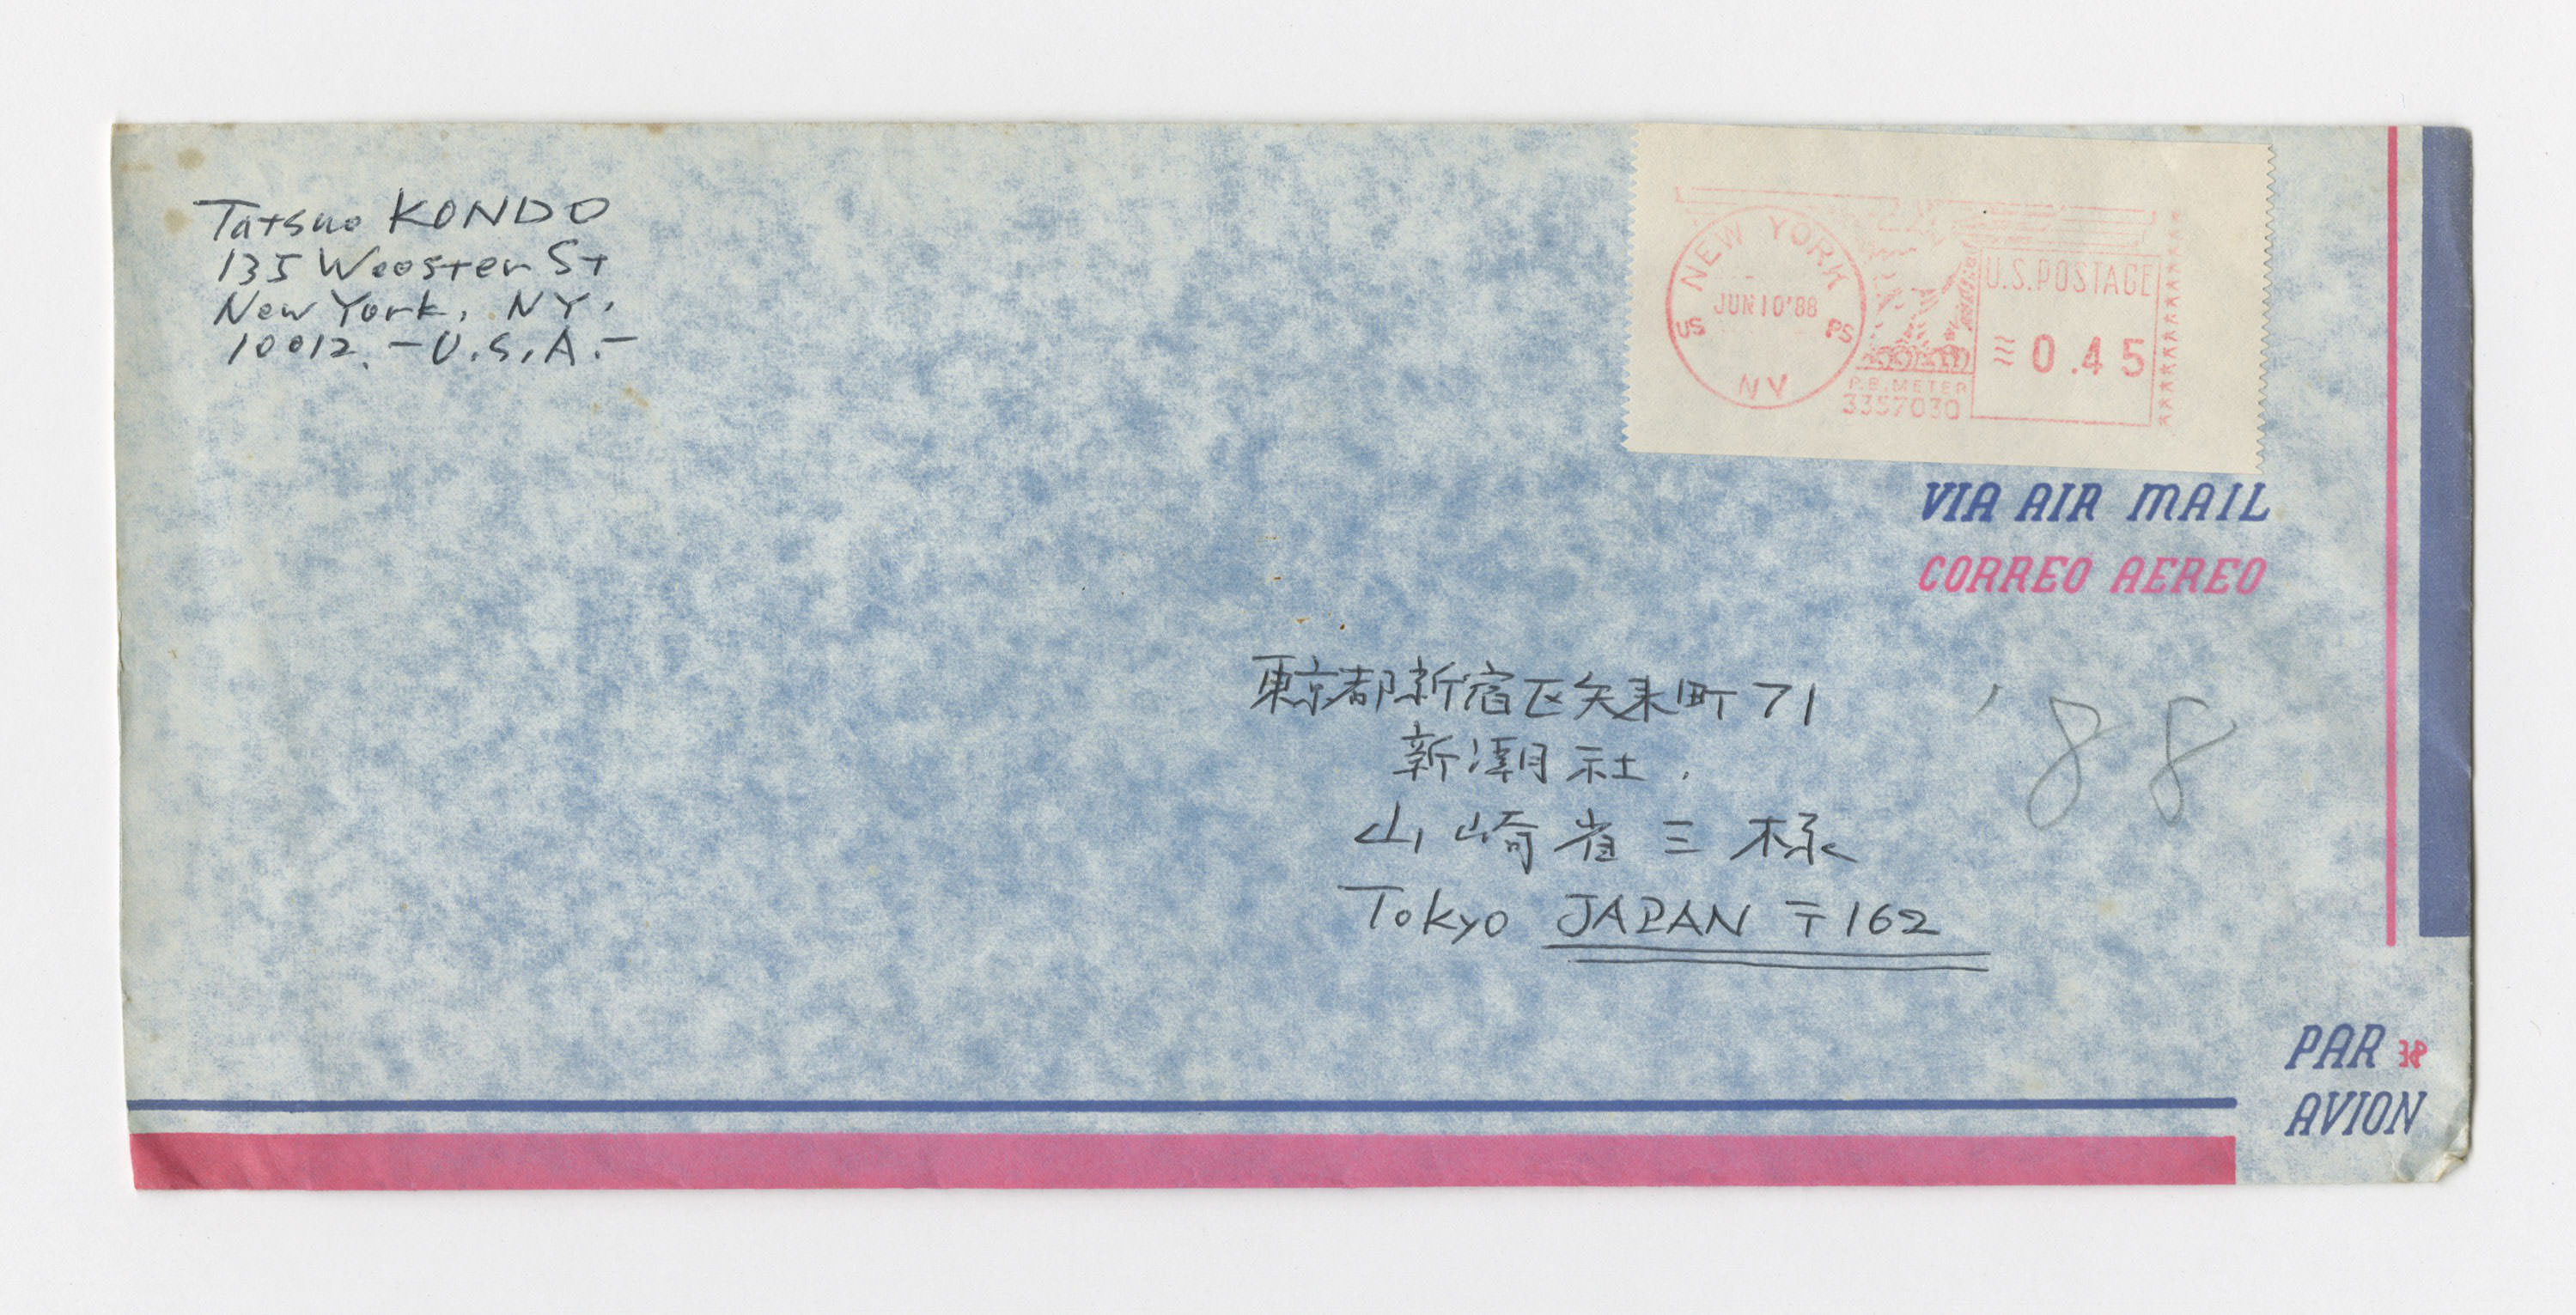 Tatsuo KONDO
135 Wooster St
New York, NY,
10012. -U.S.A.-
NEW YORK
JUN 10'88
US PS
NY
P.B.METER
3357030
U.S.POSTAGE
0.45
VIA AIR MAIL
CORREO AEREO
東京都新宿区矢来町71
新潮社.
山崎省三様
Tokyo JAPAN 〒162
'88
PAR
AVION